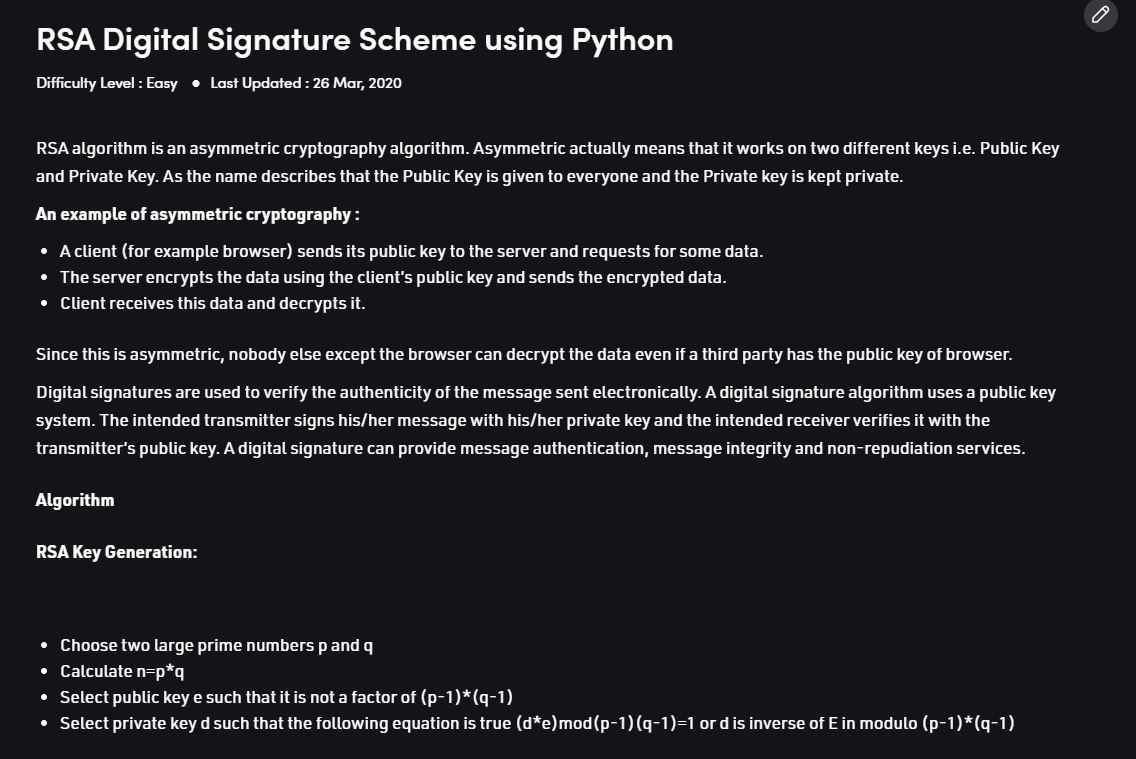 RSA Digital Signature Scheme using Python
Difficulty Level : Easy ● Last Updated : 26 Mar, 2020
RSA algorithm is an asymmetric cryptography algorithm. Asymmetric actually means that it works on two different keys i.e. Public Key
and Private Key. As the name describes that the Public Key is given to everyone and the Private key is kept private.
An example of asymmetric cryptography :
• A client (for example browser) sends its public key to the server and requests for some data.
• The server encrypts the data using the client's public key and sends the encrypted data.
• Client receives this data and decrypts it.
Since this is asymmetric, nobody else except the browser can decrypt the data even if a third party has the public key of browser.
Digital signatures are used to verify the authenticity of the message sent electronically. A digital signature algorithm uses a public key
system. The intended transmitter signs his/her message with his/her private key and the intended receiver verifies it with the
transmitter's public key. A digital signature can provide message authentication, message integrity and non-repudiation services.
Algorithm
RSA Key Generation:
• Choose two large prime numbers p and q
• Calculate n=p*q
• Select public key e such that it is not a factor of (p-1)*(q-1)
• Select private key d such that the following equation is true (d*e)mod(p-1)(q-1)=1 or d is inverse of E in modulo (p-1)*(q-1)